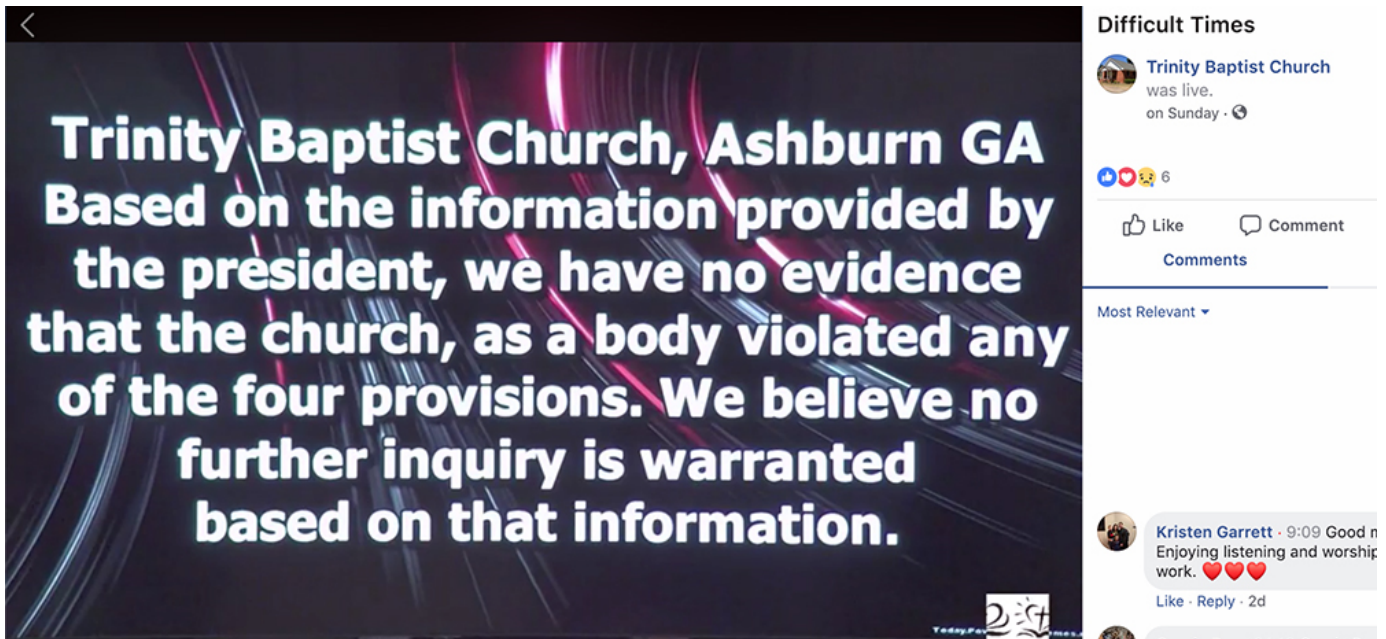 Trinity Baptist Church, Ashburn GA
Based on the information provided by
the president, we have no evidence
that the church, as a body violated any
of the four provisions. We believe no
further inquiry is warranted
based on that information.
Difficult Times
Trinity Baptist Church
was live.
on Sunday ·
6
Like Comment
Comments
Most Relevant
Kristen Garrett · 9:09 Good
Enjoying listening and worship
work. ❤️❤️❤️
Like · Reply · 2d